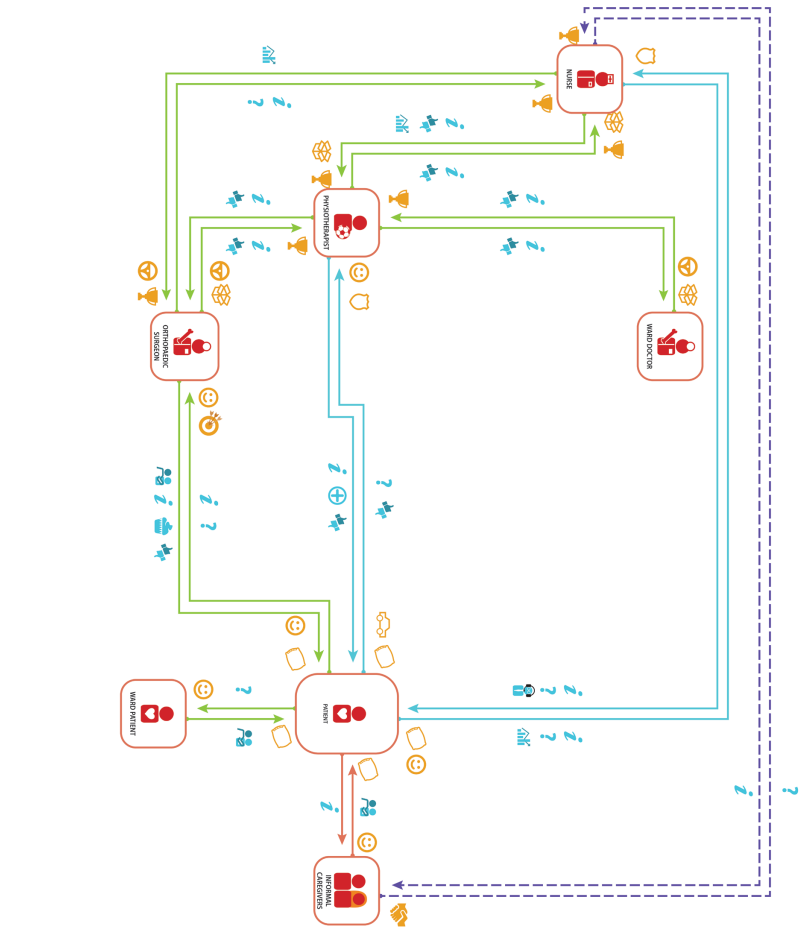 NURSE
PHYSIOTHERAPIST
ORTHOPAEDIC
SURGEON
WARD DOCTOR
WARD PATIENT
PATIENT
INFORMAL
CAREGIVERS
i
?
i
i
i
i
i
i
i
i
i
?
i
i
?
?
i
?
i
?
i
i
?